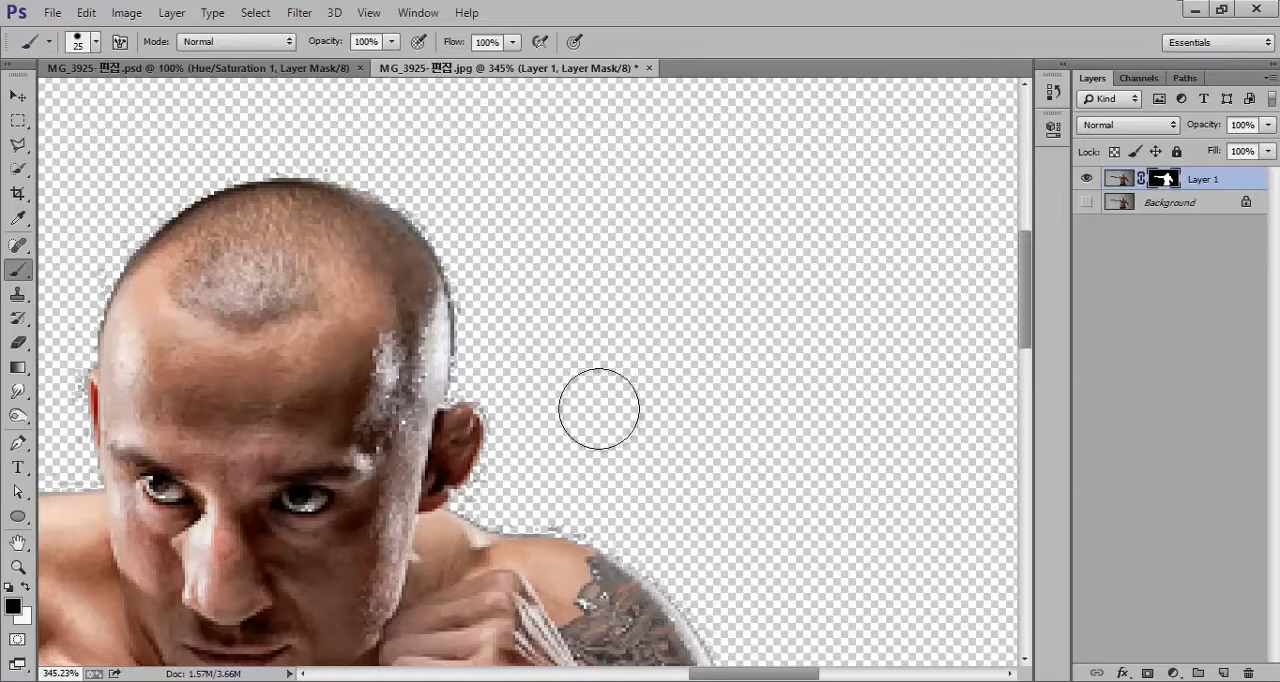 Ps File Edit Image Layer Type Select Filter 3D View Window Help
25 Mode: Normal Opacity: 100% Flow: 100% Essentials
MG_3925-편집.psd @ 100% (Hue/Saturation 1, Layer Mask/8) × MG_3925-편집.jpg @ 345% (Layer 1, Layer Mask/8) * ×
Layers Channels Paths
Kind
Normal Opacity: 100%
Lock: Fill: 100%
Layer 1
Background
345.23% Doc: 1.57M/3.66M